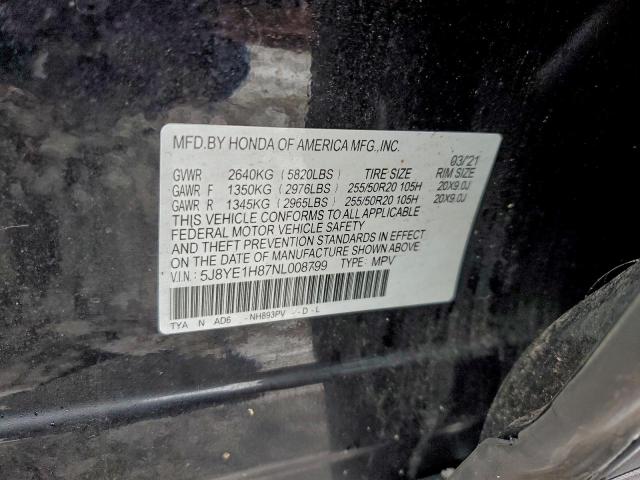 MFD.BY HONDA OF AMERICA MFG.,INC.
03/21
GVWR 2640KG (5820LBS) TIRE SIZE RIM SIZE
GAWR F 1350KG (2976LBS) 255/50R20 105H 20X9.0J
GAWR R 1345KG (2965LBS) 255/50R20 105H 20X9.0J
THIS VEHICLE CONFORMS TO ALL APPLICABLE
FEDERAL MOTOR VEHICLE SAFETY
AND THEFT PREVENTION STANDARDS IN EFFECT
ON THE DATE OF MANUFACTURE SHOWN ABOVE.
V.I.N.: 5J8YE1H87NL008799 TYPE: MPV
TYA N AD6 -NH893PV -/-D-L